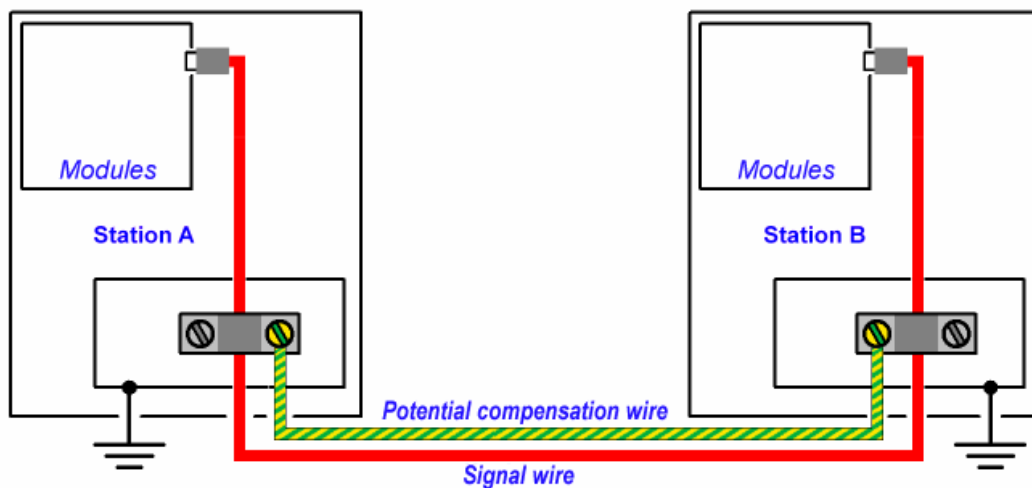 Modules
Modules
Station A
Station B
Potential compensation wire
Signal wire